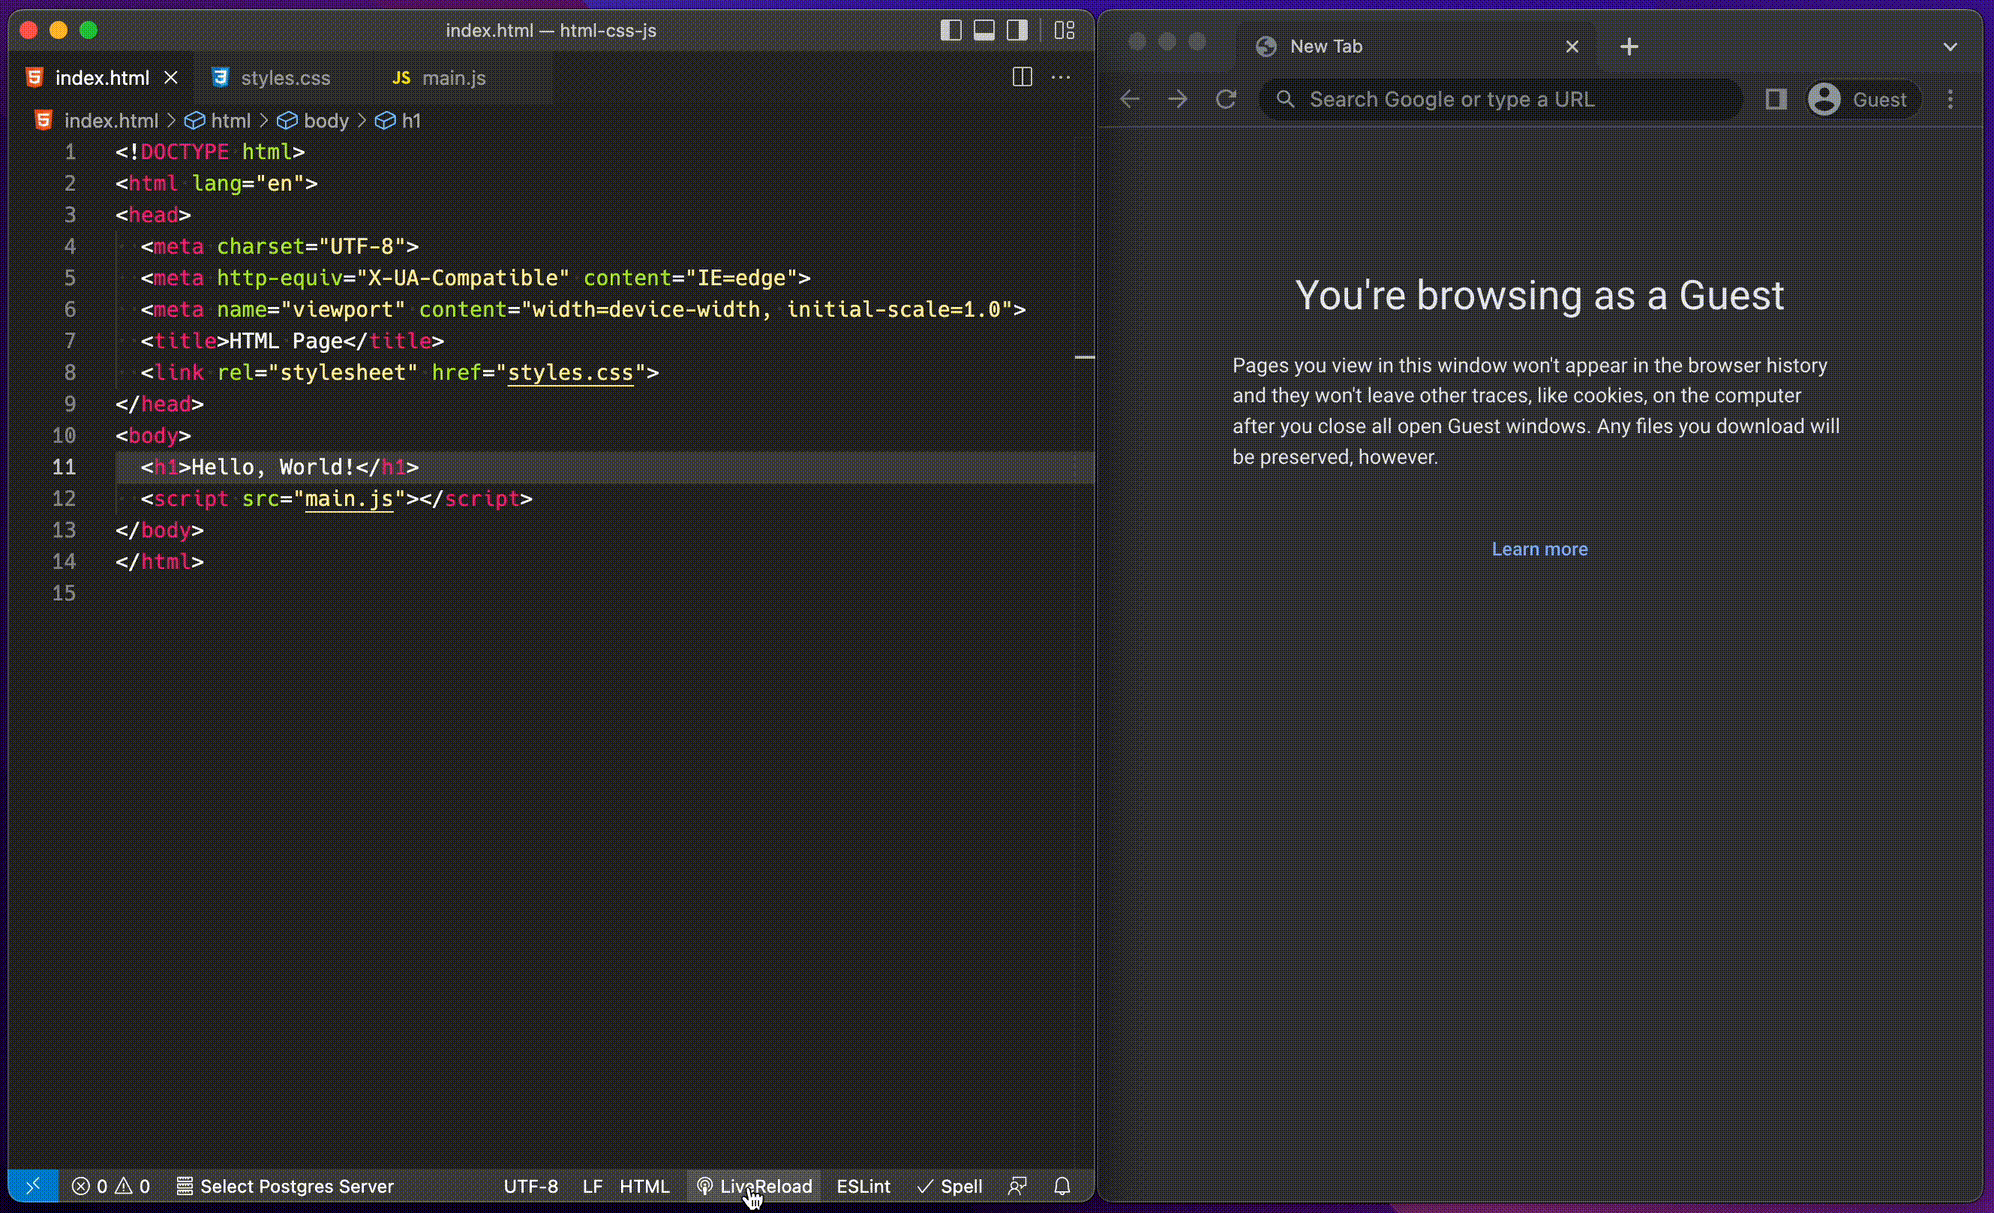 index.html — html-css-js
index.html
styles.css
JS main.js
index.html > html > body > h1
1 <!DOCTYPE html>
2 <html lang="en">
3 <head>
4 <meta charset="UTF-8">
5 <meta http-equiv="X-UA-Compatible" content="IE=edge">
6 <meta name="viewport" content="width=device-width, initial-scale=1.0">
7 <title>HTML Page</title>
8 <link rel="stylesheet" href="styles.css">
9 </head>
10 <body>
11 <h1>Hello, World!</h1>
12 <script src="main.js"></script>
13 </body>
14 </html>
15
0 0 Select Postgres Server UTF-8 LF HTML LiveReload ESLint Spell
New Tab
Search Google or type a URL
Guest
You're browsing as a Guest
Pages you view in this window won't appear in the browser history
and they won't leave other traces, like cookies, on the computer
after you close all open Guest windows. Any files you download will
be preserved, however.
Learn more